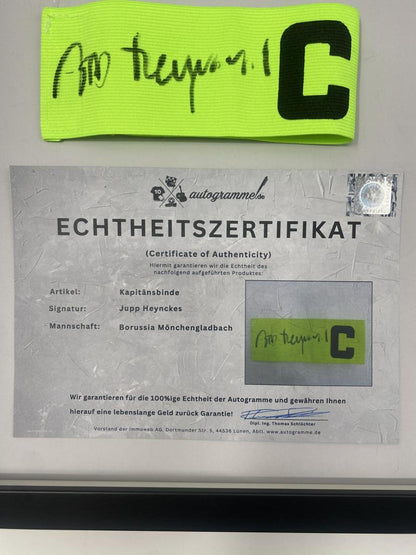 C
10
autogramme.de
ECHTHEITSZERTIFIKAT
(Certificate of Authenticity)
Hiermit garantieren wir die Echtheit des
nachfolgend aufgeführten Produktes:
Artikel: Kapitänsbinde
Signatur: Jupp Heynckes
Mannschaft: Borussia Mönchengladbach
C
Wir garantieren für die 100%ige Echtheit der Autogramme und gewähren Ihnen
hierauf eine lebenslange Geld zurück Garantie!
Dipl. Ing. Thomas Schlüchter
Vorstand der Immoweb AG, Dortmunder Str. 5, 44536 Lünen, Abtl. www.autogramme.de